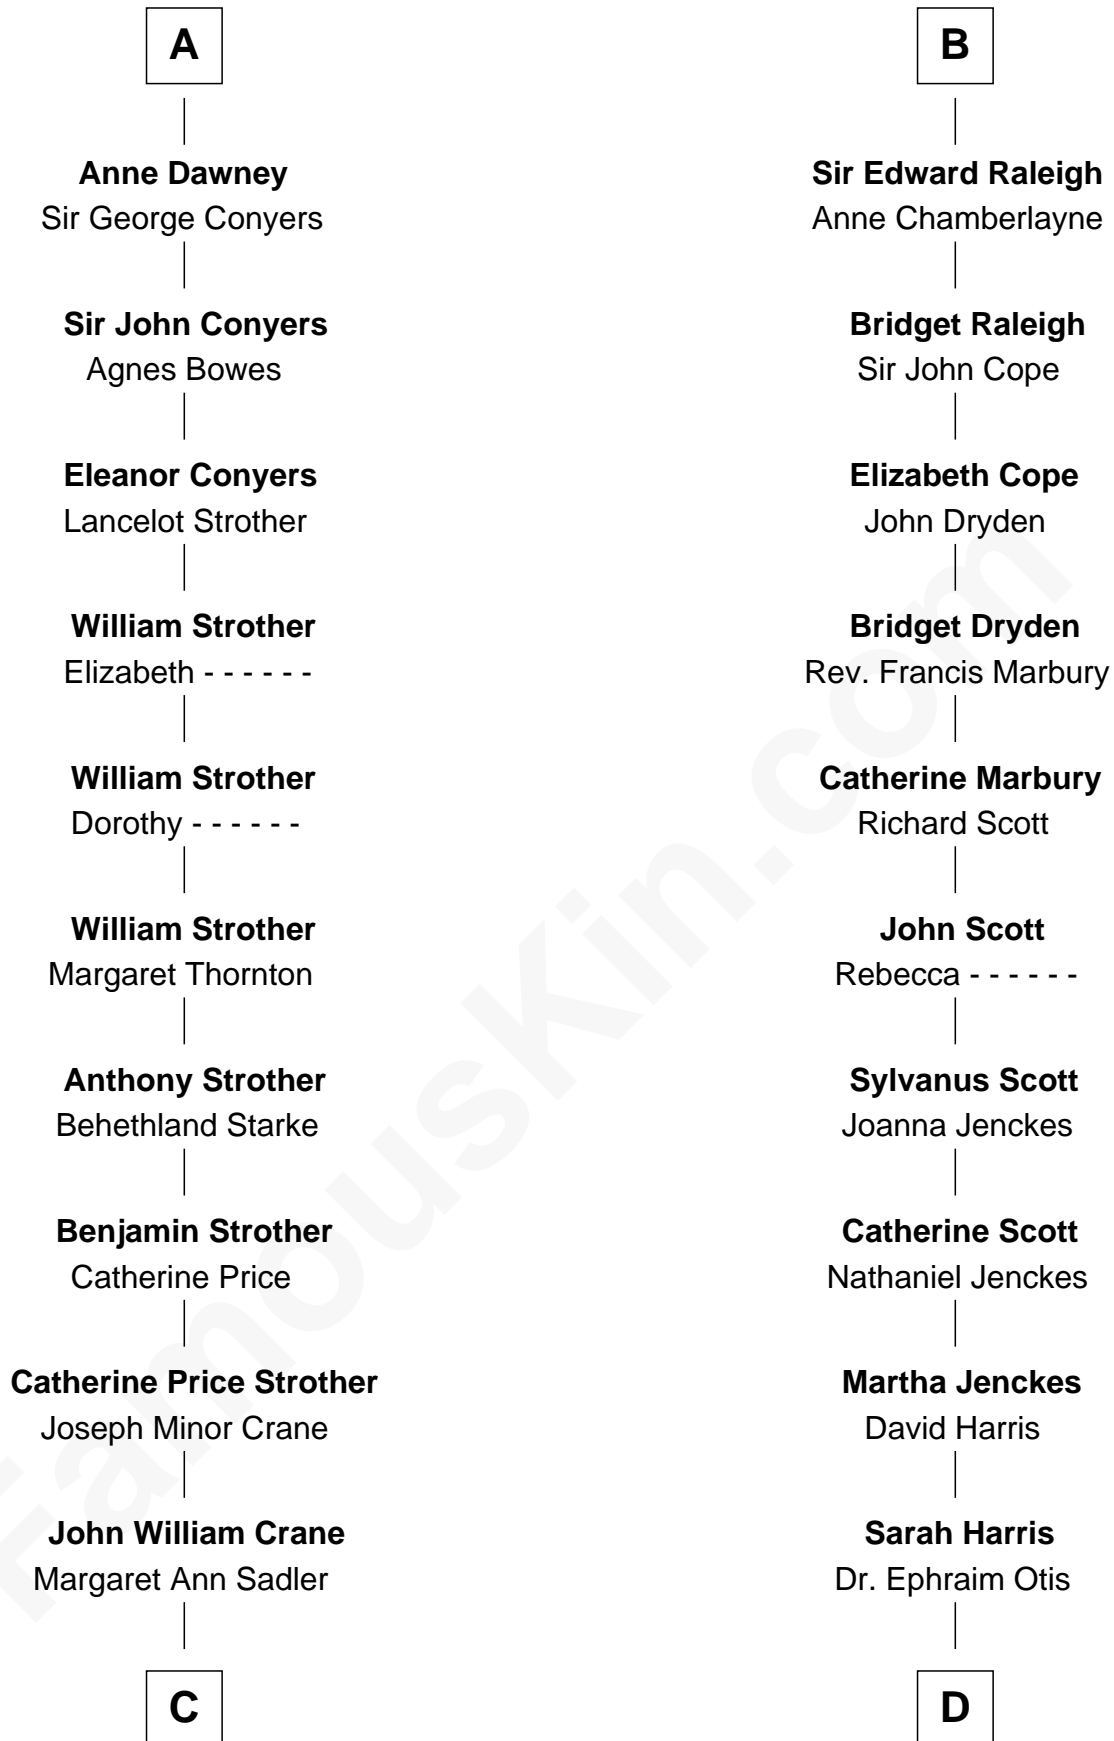 A
Anne Dawney
Sir George Conyers
Sir John Conyers
Agnes Bowes
Eleanor Conyers
Lancelot Strother
William Strother
Elizabeth - - - - - -
William Strother
Dorothy - - - - - -
William Strother
Margaret Thornton
Anthony Strother
Behethland Starke
Benjamin Strother
Catherine Price
Catherine Price Strother
Joseph Minor Crane
John William Crane
Margaret Ann Sadler
C
B
Sir Edward Raleigh
Anne Chamberlayne
Bridget Raleigh
Sir John Cope
Elizabeth Cope
John Dryden
Bridget Dryden
Rev. Francis Marbury
Catherine Marbury
Richard Scott
John Scott
Rebecca - - - - - -
Sylvanus Scott
Joanna Jenckes
Catherine Scott
Nathaniel Jenckes
Martha Jenckes
David Harris
Sarah Harris
Dr. Ephraim Otis
D
FamousKin.com